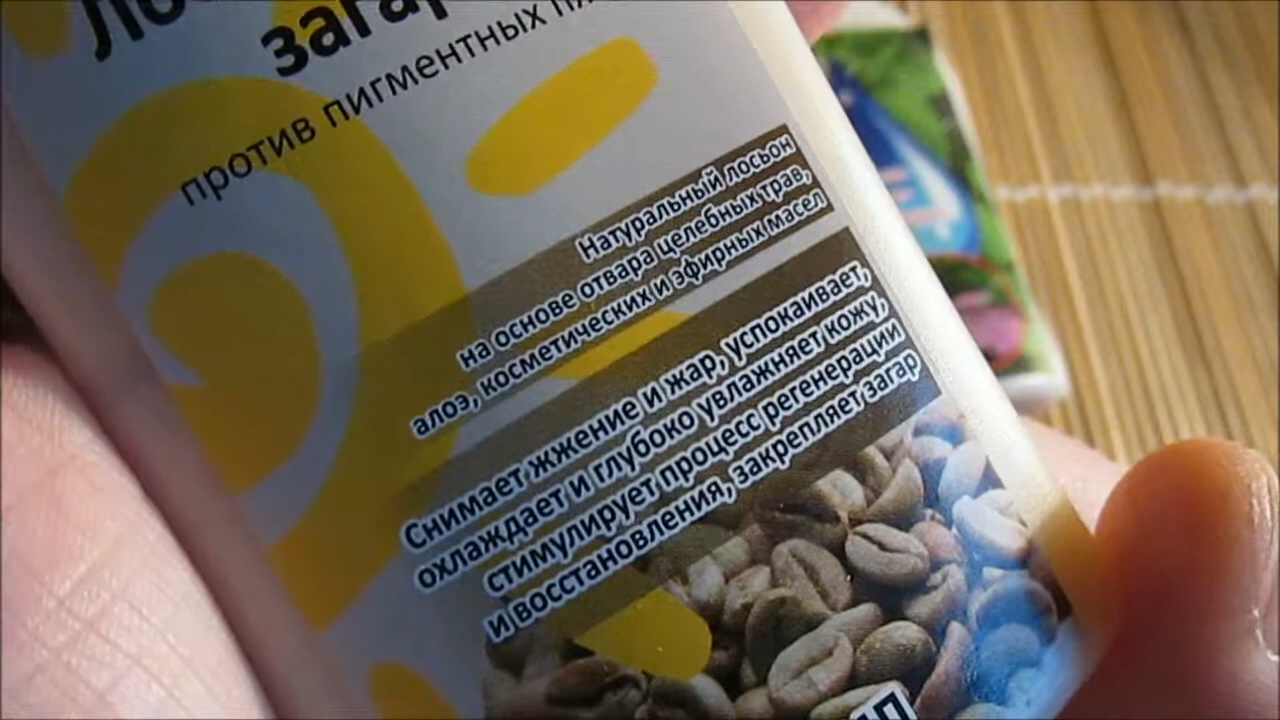 загар
против пигментных
Натуральный лосьон
на основе отвара целебных трав,
алоэ, косметических и эфирных масел
Снимает жжение и жар, успокаивает,
охлаждает и глубоко увлажняет кожу,
стимулирует процесс регенерации
и восстановления, закрепляет загар